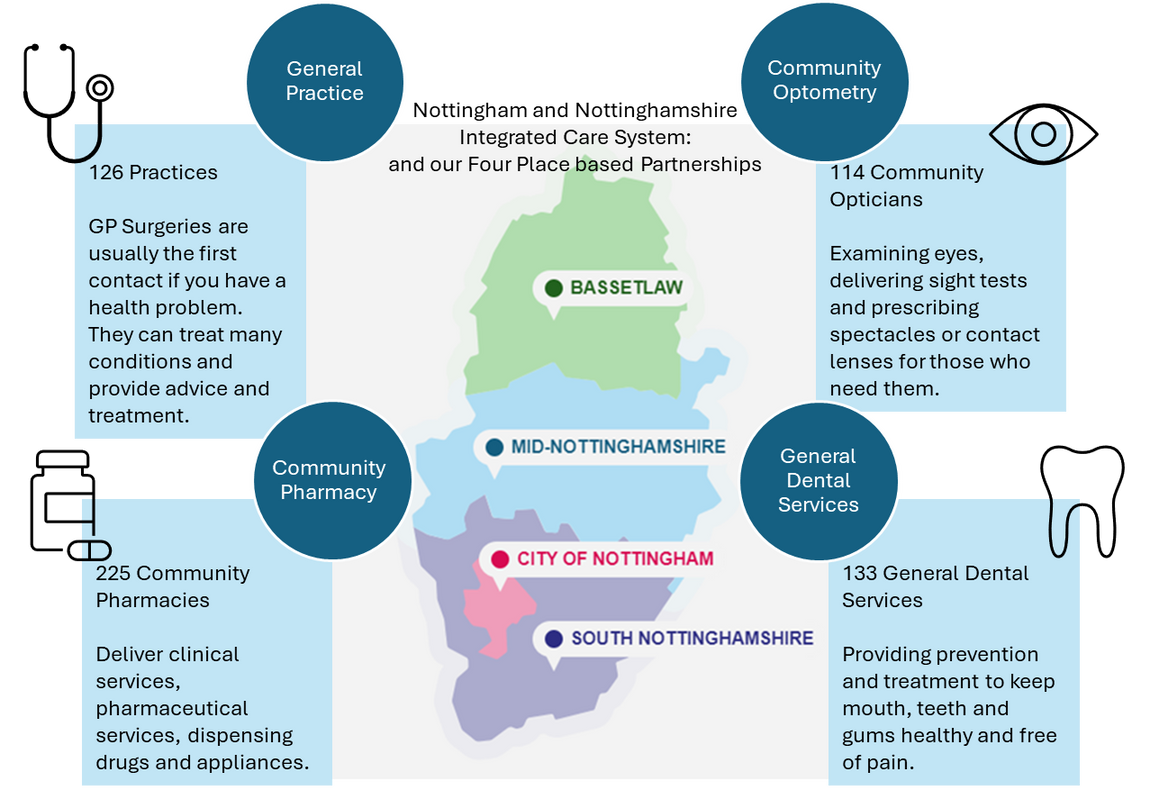 General
Practice
Community
Optometry
Nottingham and Nottinghamshire
Integrated Care System:
and our Four Place based Partnerships
126 Practices
GP Surgeries are
usually the first
contact if you have a
health problem.
They can treat many
conditions and
provide advice and
treatment.
114 Community
Opticians
Examining eyes,
delivering sight tests
and prescribing
spectacles or contact
lenses for those who
need them.
BASSETLAW
MID-NOTTINGHAMSHIRE
CITY OF NOTTINGHAM
SOUTH NOTTINGHAMSHIRE
Community
Pharmacy
General
Dental
Services
225 Community
Pharmacies
Deliver clinical
services,
pharmaceutical
services, dispensing
drugs and appliances.
133 General Dental
Services
Providing prevention
and treatment to keep
mouth, teeth and
gums healthy and free
of pain.